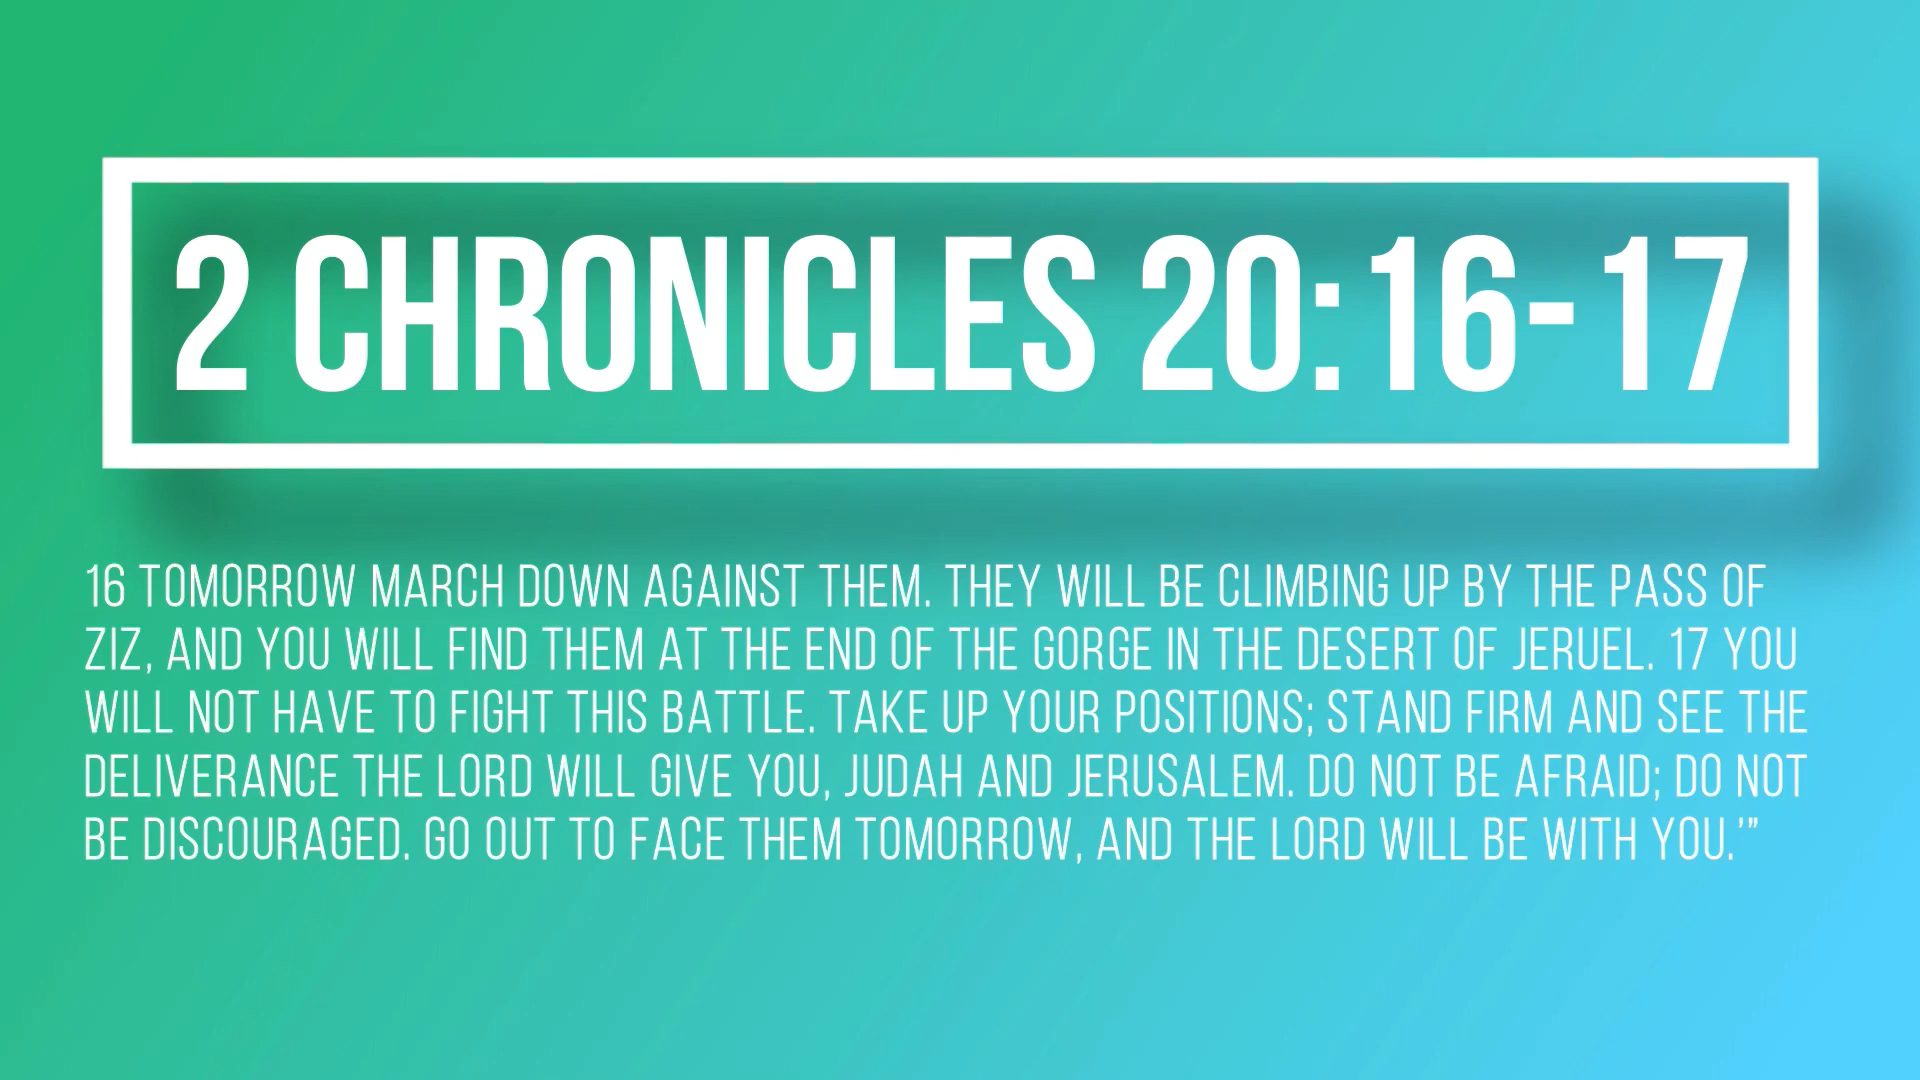 2 CHRONICLES 20:16-17
16 TOMORROW MARCH DOWN AGAINST THEM. THEY WILL BE CLIMBING UP BY THE PASS OF
ZIZ, AND YOU WILL FIND THEM AT THE END OF THE GORGE IN THE DESERT OF JERUEL. 17 YOU
WILL NOT HAVE TO FIGHT THIS BATTLE. TAKE UP YOUR POSITIONS; STAND FIRM AND SEE THE
DELIVERANCE THE LORD WILL GIVE YOU, JUDAH AND JERUSALEM. DO NOT BE AFRAID; DO NOT
BE DISCOURAGED. GO OUT TO FACE THEM TOMORROW, AND THE LORD WILL BE WITH YOU.’”